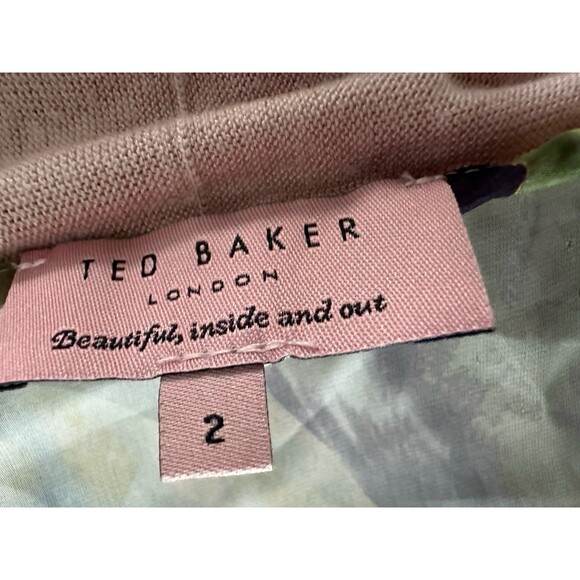 TED BAKER
LONDON
Beautiful, inside and out
2